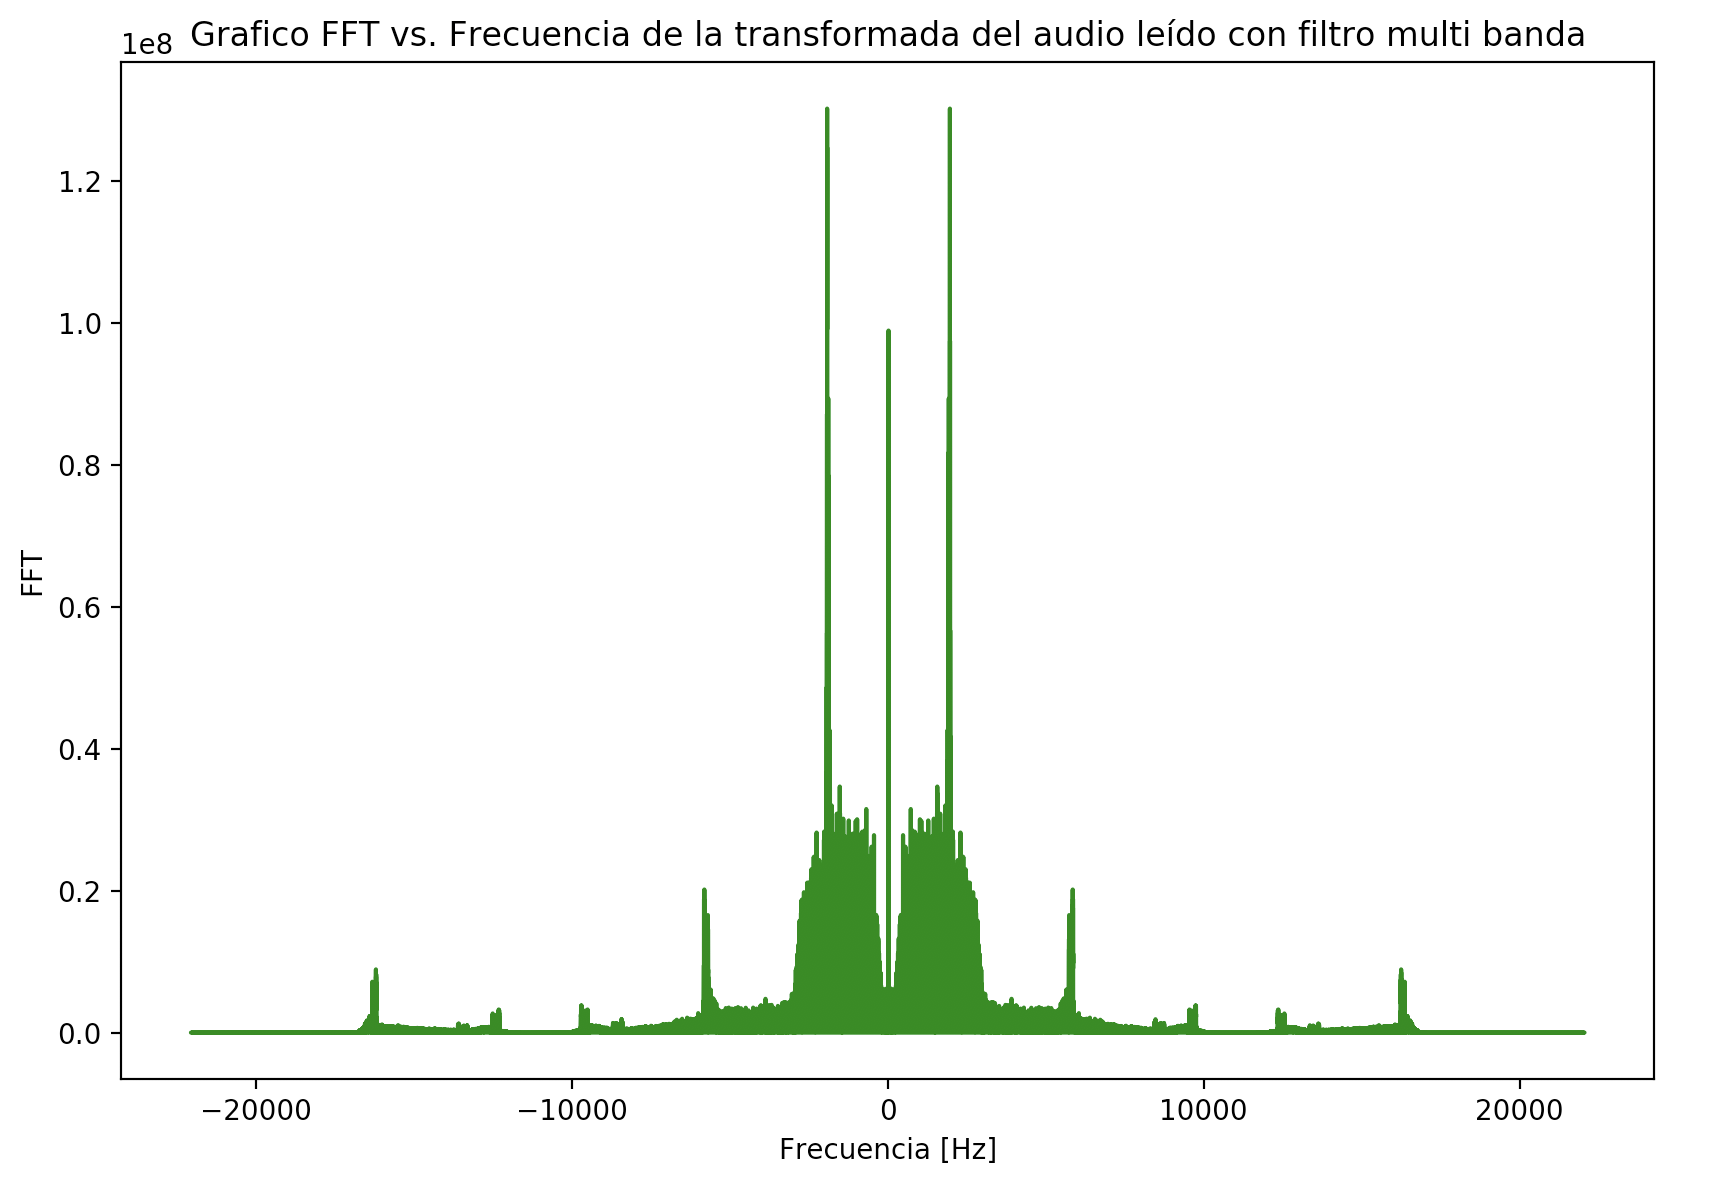 Grafico FFT vs. Frecuencia de la transformada del audio leído con filtro multi banda
1e8
1.2
1.0
0.8
0.6
0.4
0.2
0.0
FFT
−20000 −10000 0 10000 20000
Frecuencia [Hz]